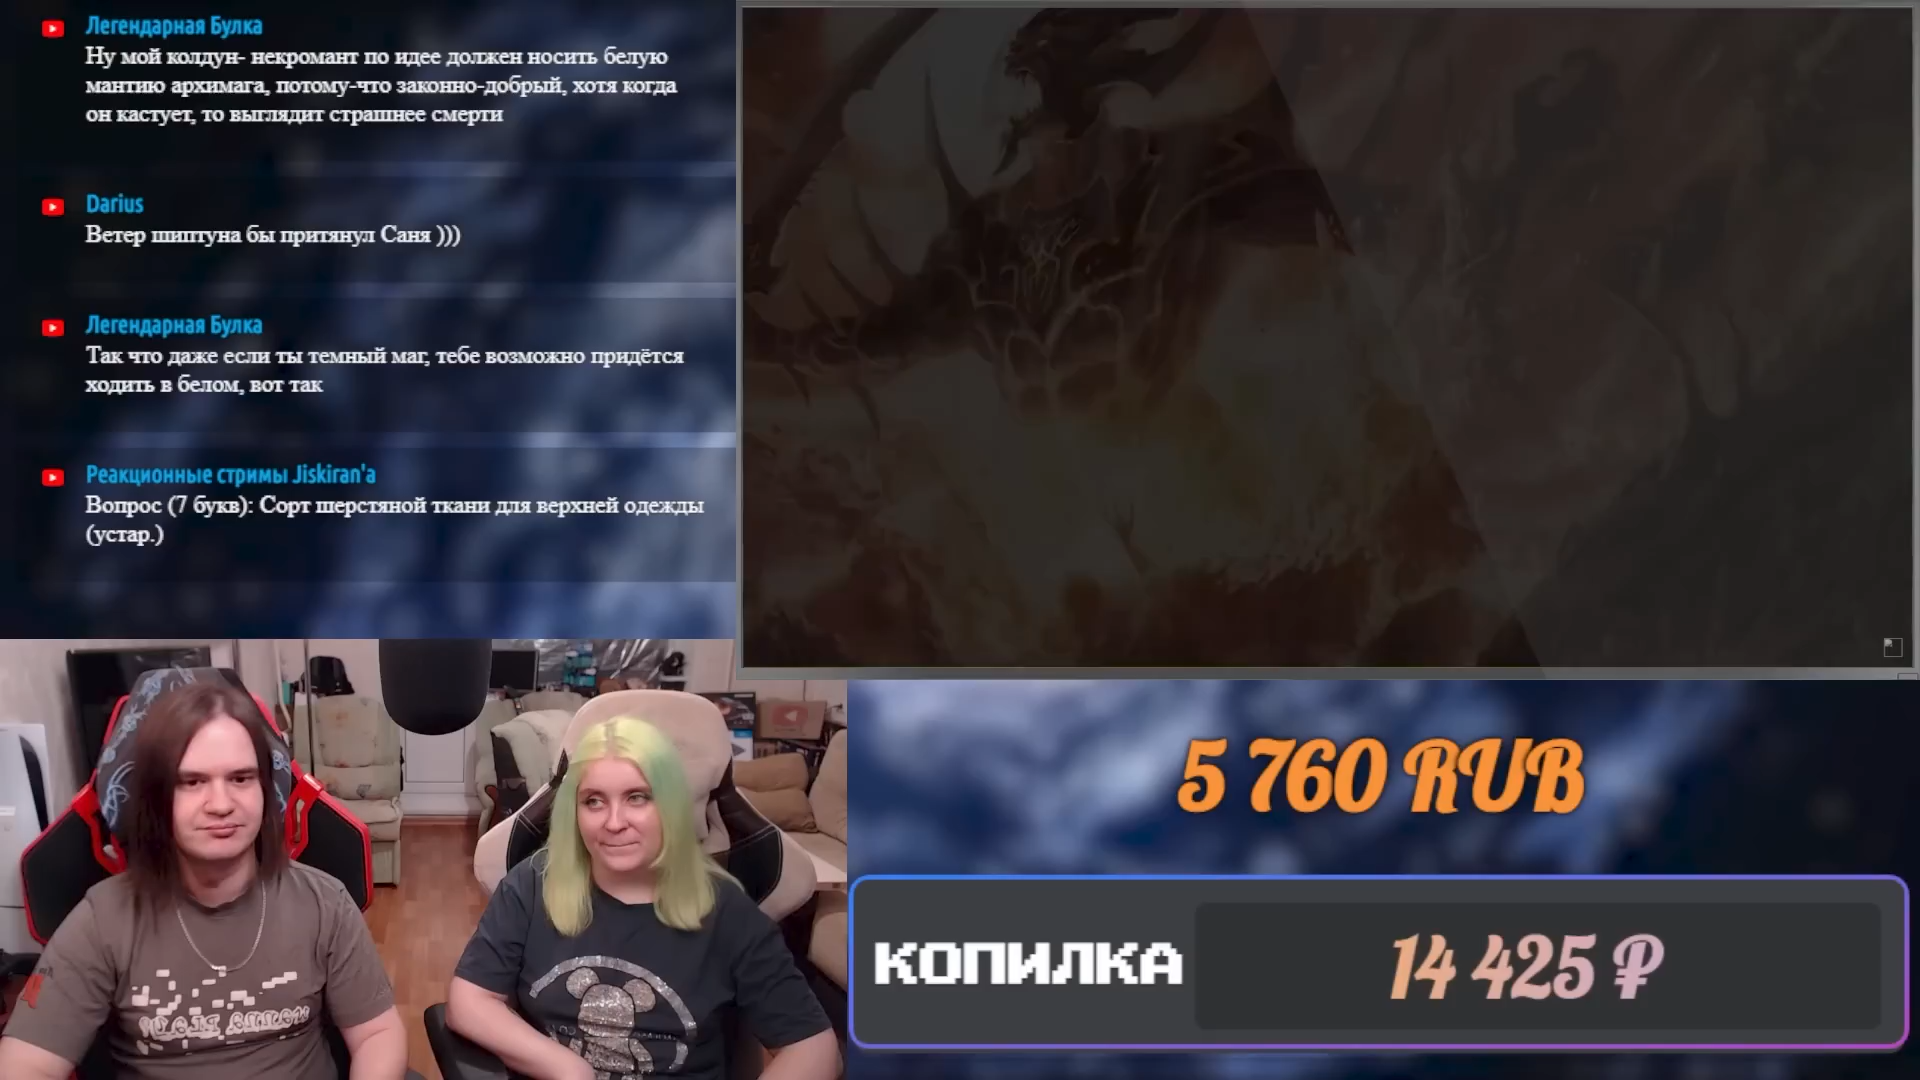 Легендарная Булка
Ну мой колдун- некромант по идее должен носить белую
мантию архимага, потому-что законно-добрый, хотя когда
он кастует, то выглядит страшнее смерти
Darius
Ветер шиптуна бы притянул Саня )))
Легендарная Булка
Так что даже если ты темный маг, тебе возможно придётся
ходить в белом, вот так
Реакционные стримы Jiskiran'a
Вопрос (7 букв): Сорт шерстяной ткани для верхней одежды
(устар.)
5 760 RUB
КОПИЛКА
14 425 ₽